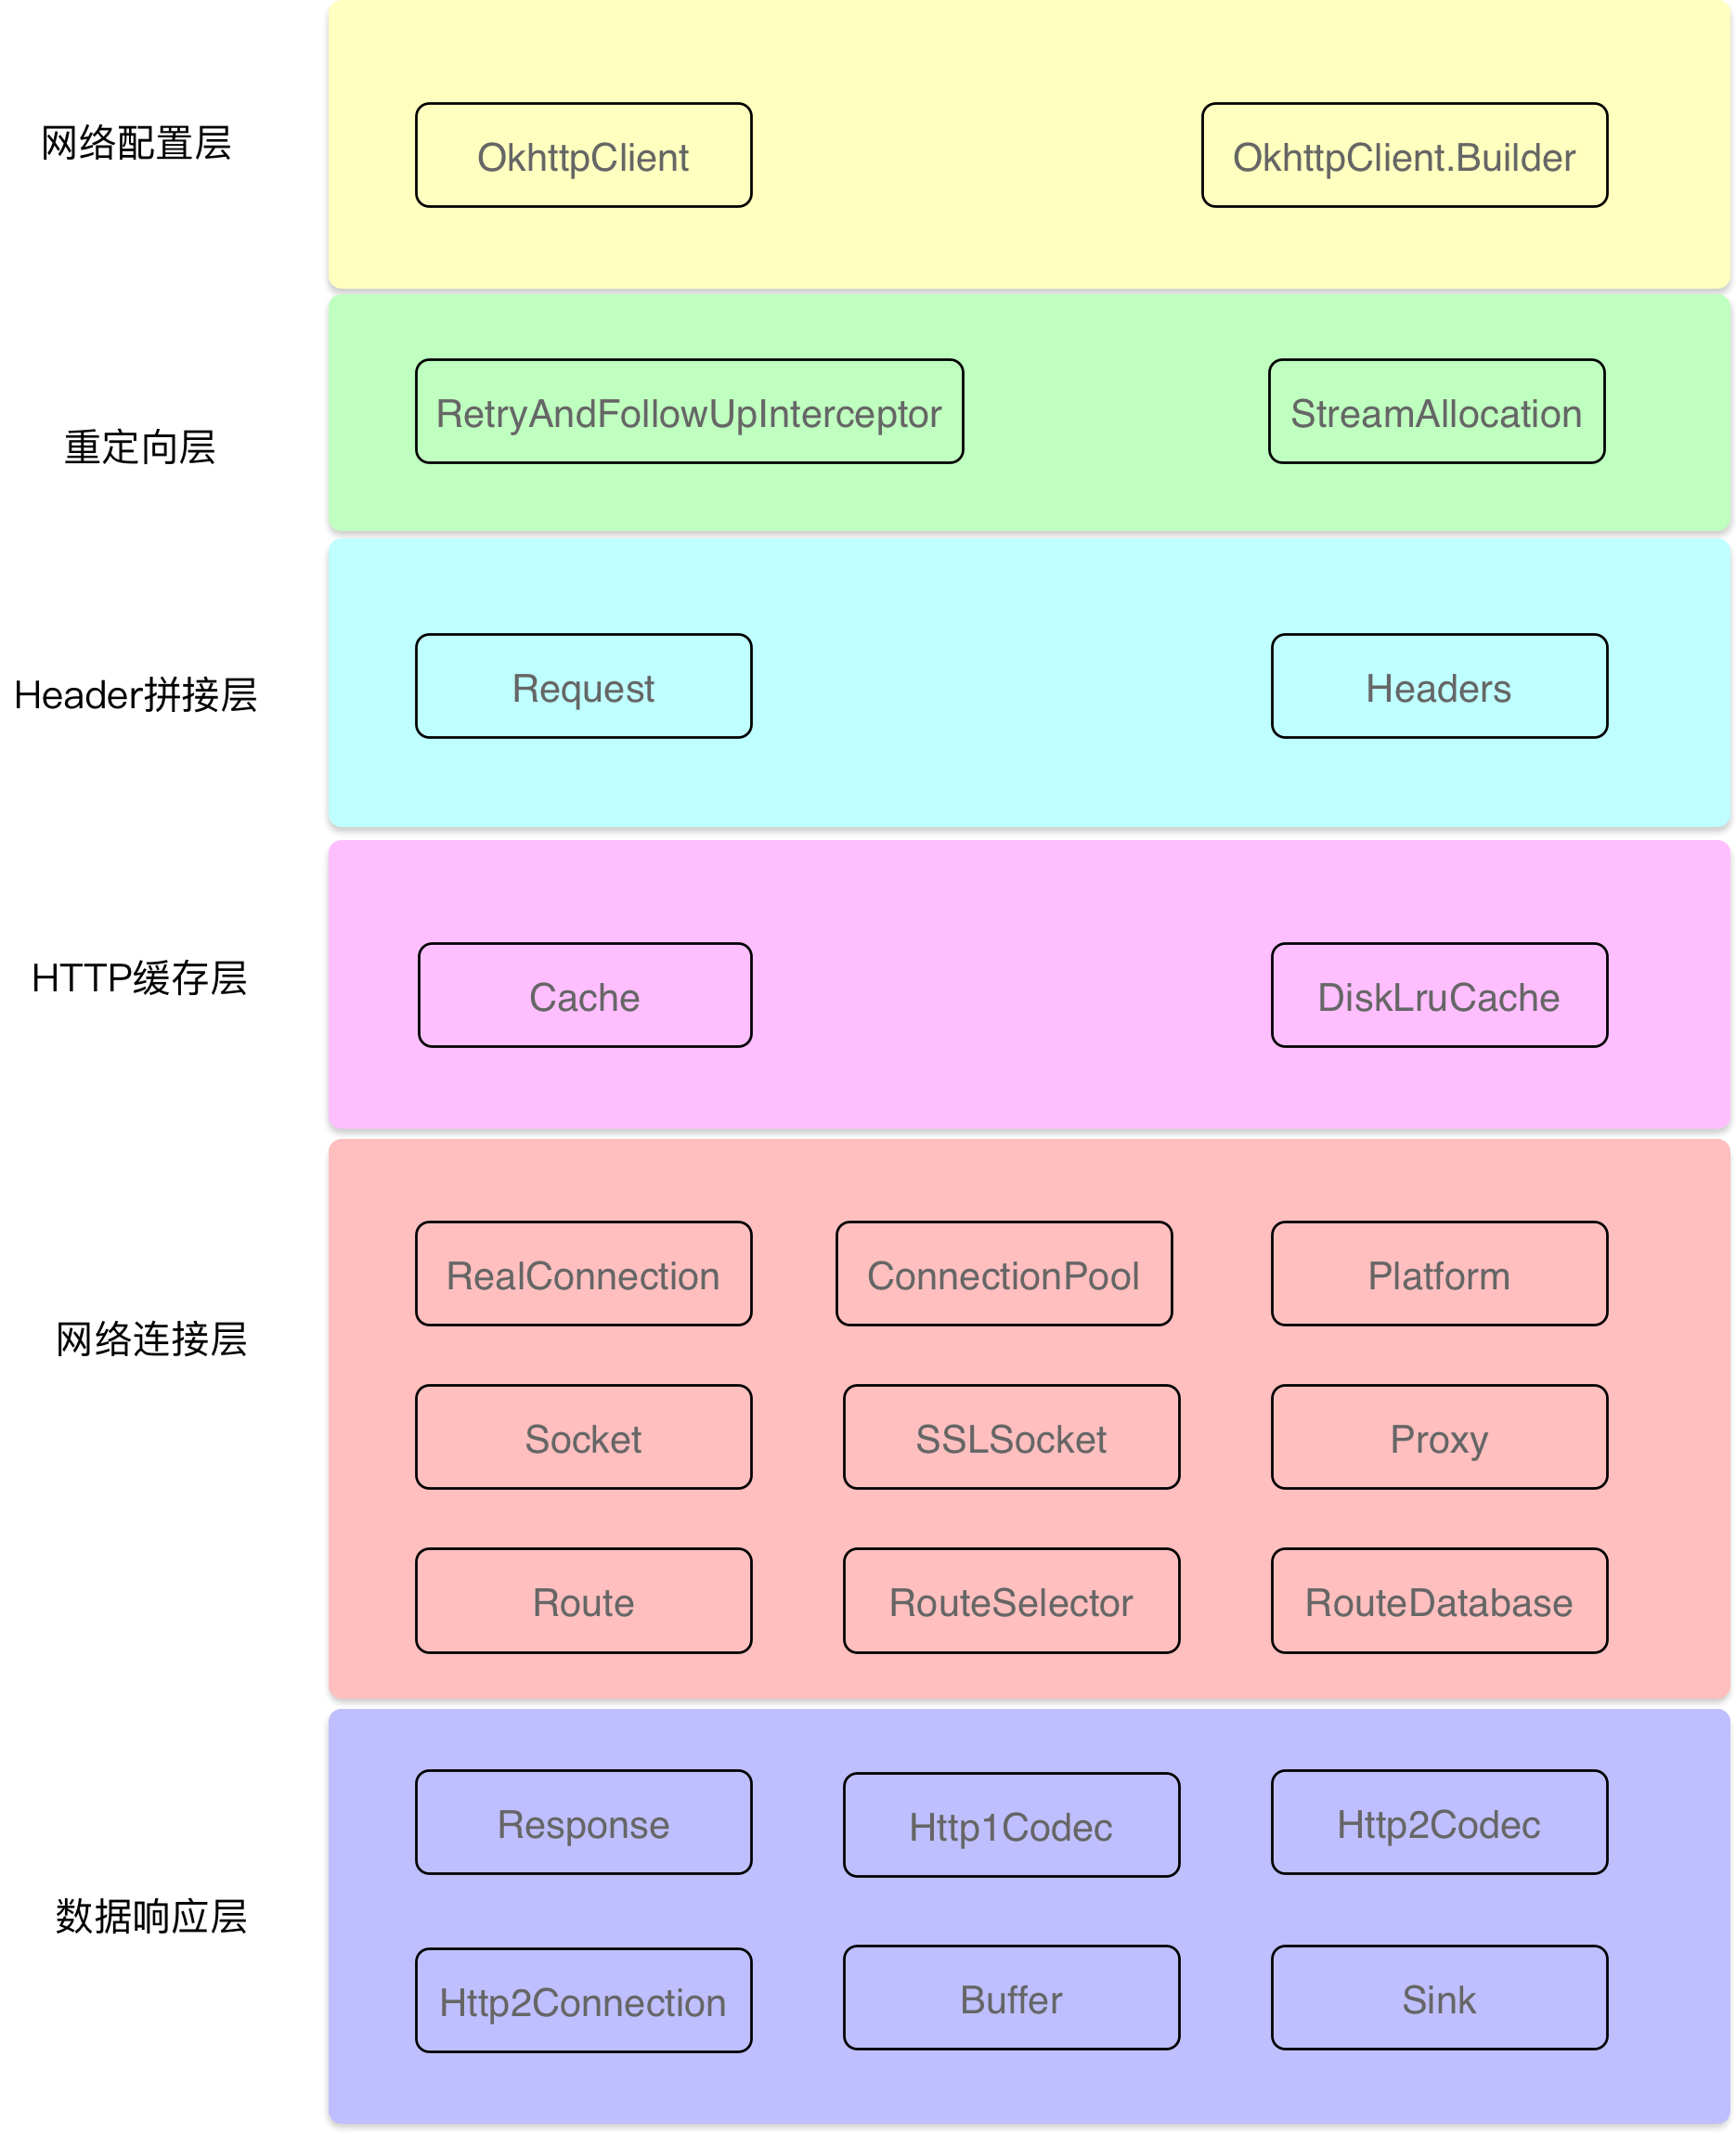 网络配置层
OkhttpClient
OkhttpClient.Builder
重定向层
RetryAndFollowUpInterceptor
StreamAllocation
Header拼接层
Request
Headers
HTTP缓存层
Cache
DiskLruCache
网络连接层
RealConnection
ConnectionPool
Platform
Socket
SSLSocket
Proxy
Route
RouteSelector
RouteDatabase
数据响应层
Response
Http1Codec
Http2Codec
Http2Connection
Buffer
Sink